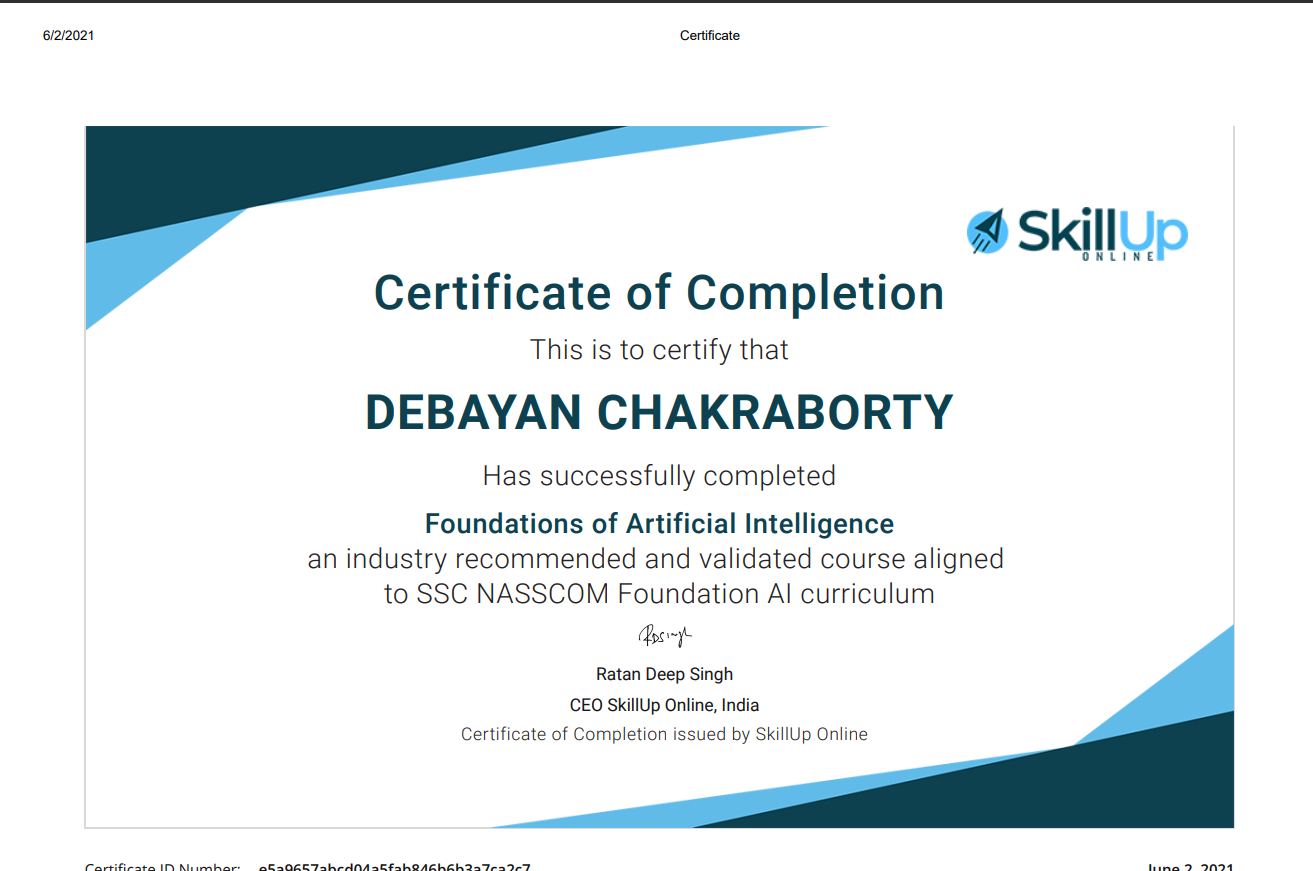 6/2/2021 Certificate
SkillUp
ONLINE
Certificate of Completion
This is to certify that
DEBAYAN CHAKRABORTY
Has successfully completed
Foundations of Artificial Intelligence
an industry recommended and validated course aligned
to SSC NASSCOM Foundation AI curriculum
RDSingh
Ratan Deep Singh
CEO SkillUp Online, India
Certificate of Completion issued by SkillUp Online
Certificate ID Number: e5a9657abcd04a5fab846b6b3a7ca2c7 June 2, 2021